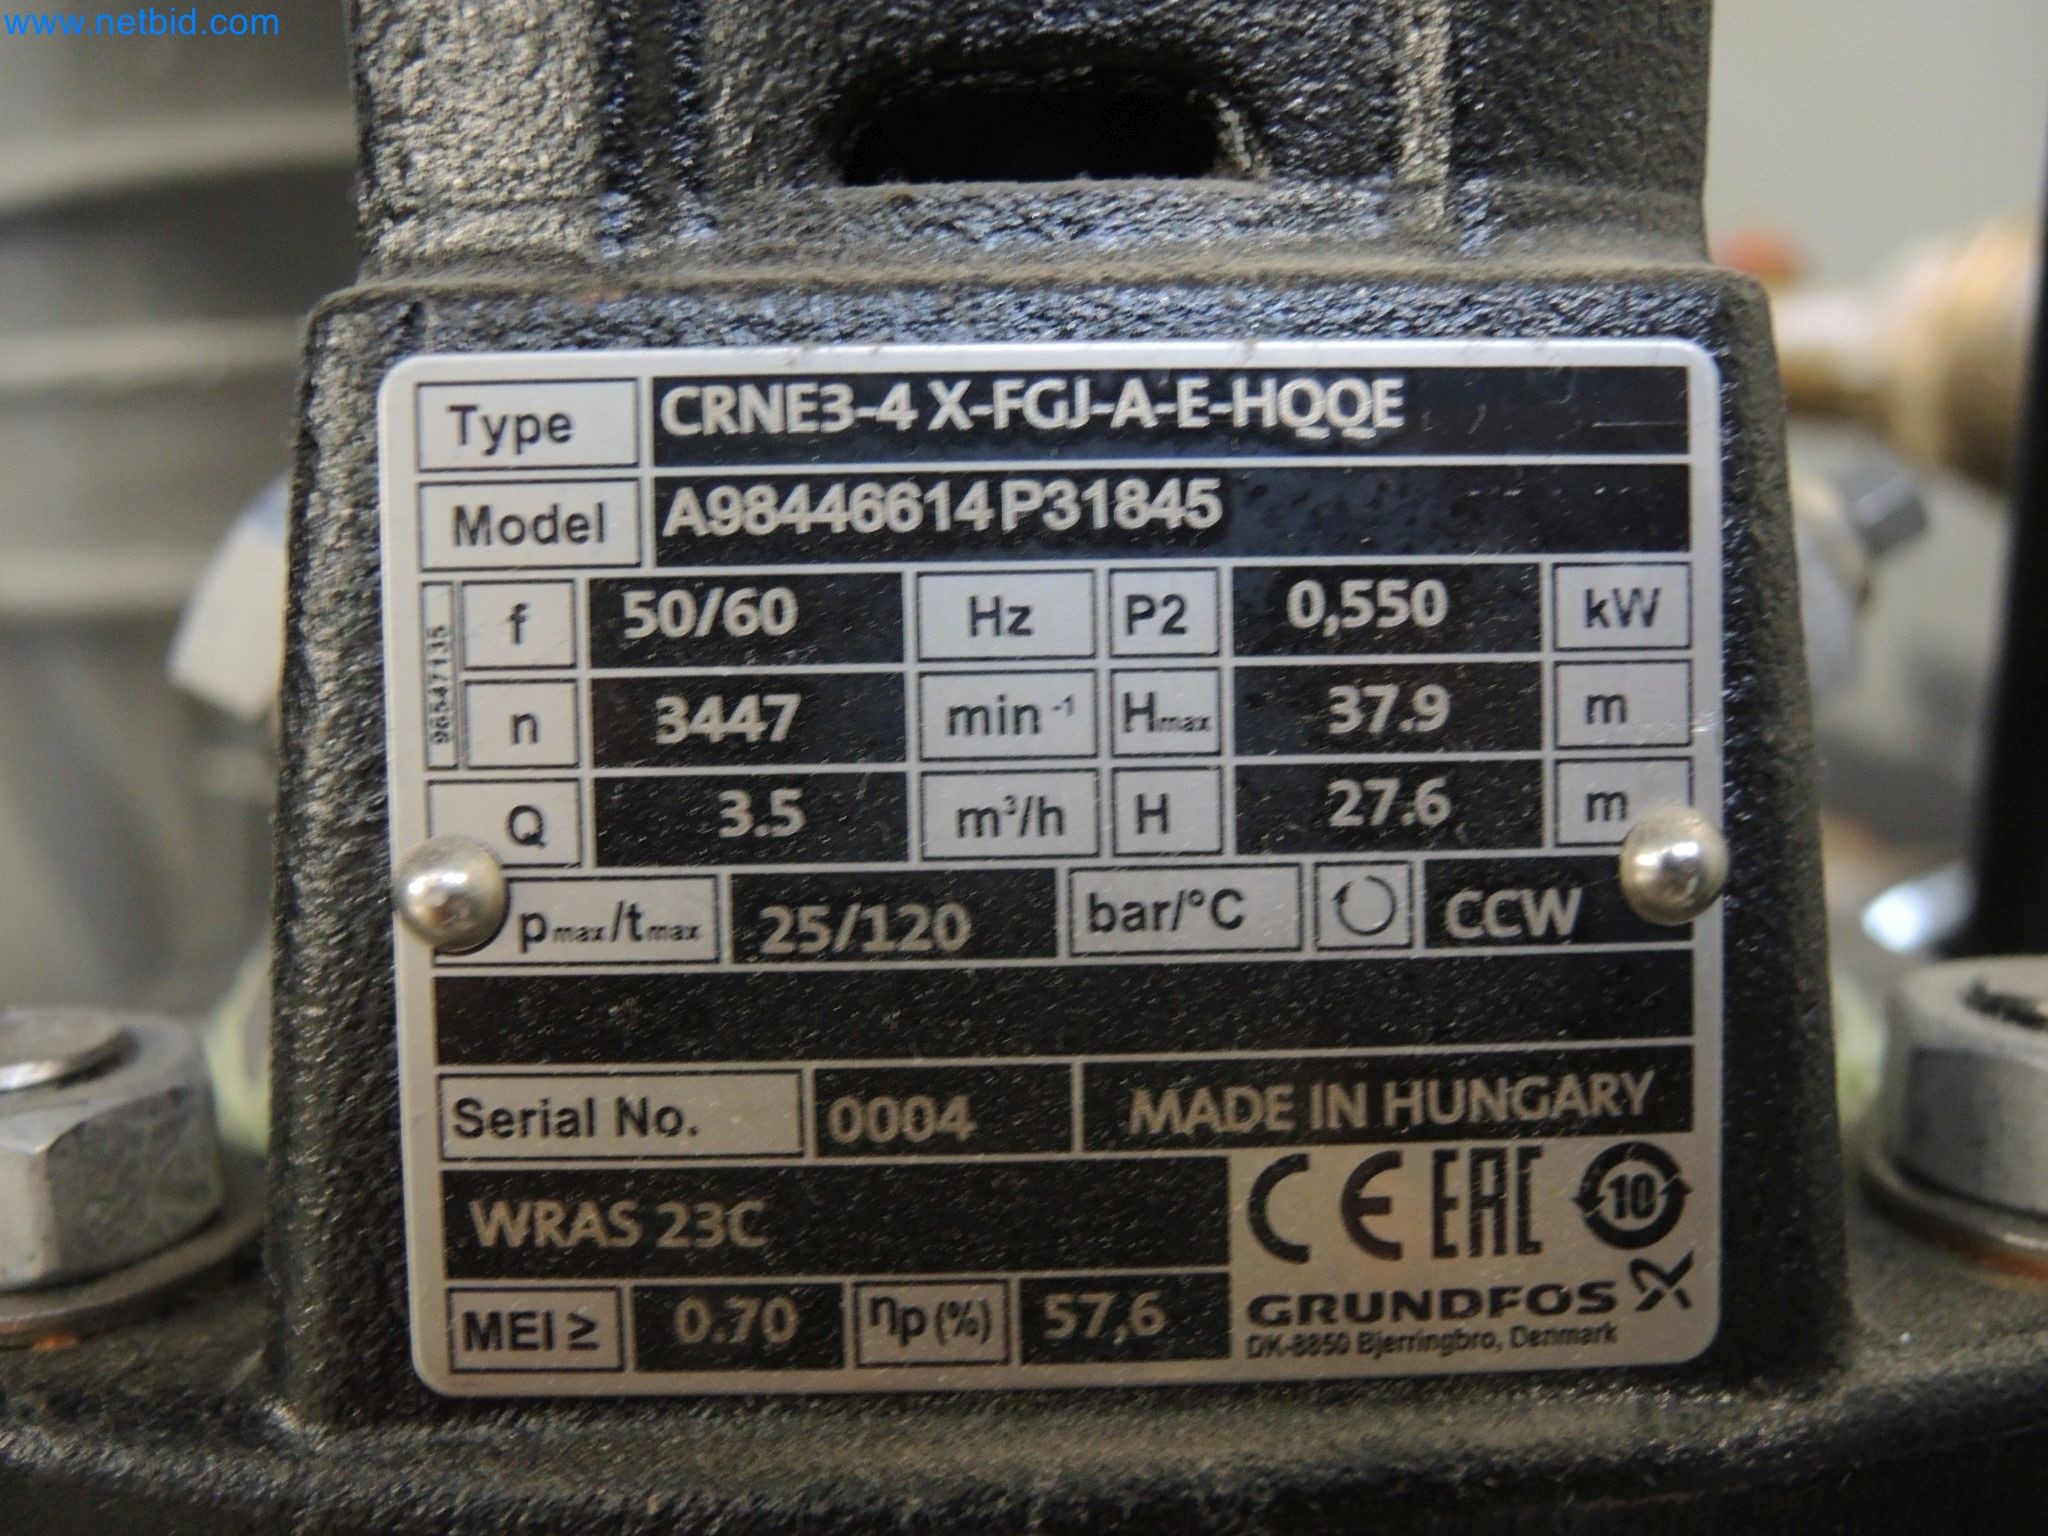 www.netbid.com
Type CRNE3-4 X-FGJ-A-E-HQQE
Model A98446614P31845
96547135
f 50/60 Hz P2 0,550 kW
n 3447 min⁻¹ Hmax 37.9 m
Q 3.5 m³/h H 27.6 m
pmax/tmax 25/120 bar/°C CCW
Serial No. 0004 MADE IN HUNGARY
WRAS 23C CE EAC 10
MEI ≥ 0.70 ηp (%) 57,6 GRUNDFOS
DK-8850 Bjerringbro, Denmark